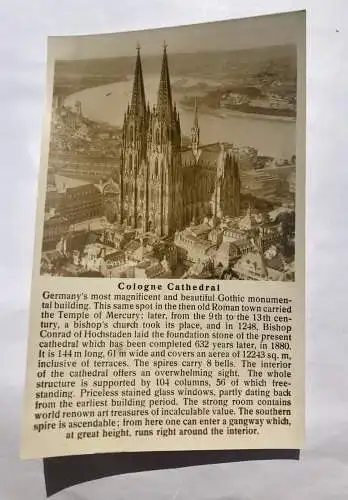 Cologne Cathedral
Germany's most magnificent and beautiful Gothic monumen-
tal building. This same spot in the then old Roman town carried
the Temple of Mercury; later, from the 9th to the 13th cen-
tury, a bishop's church took its place, and in 1248, Bishop
Conrad of Hochstaden laid the foundation stone of the present
cathedral which has been completed 632 years later, in 1880.
It is 144 m long, 61 m wide and covers an aerea of 12243 sq. m,
inclusive of terraces. The spires carry 8 bells. The interior
of the cathedral offers an overwhelming sight. The whole
structure is supported by 104 columns, 56 of which free-
standing. Priceless stained glass windows, partly dating back
from the earliest building period. The strong room contains
world renown art treasures of incalculable value. The southern
spire is ascendable; from here one can enter a gangway which,
at great height, runs right around the interior.